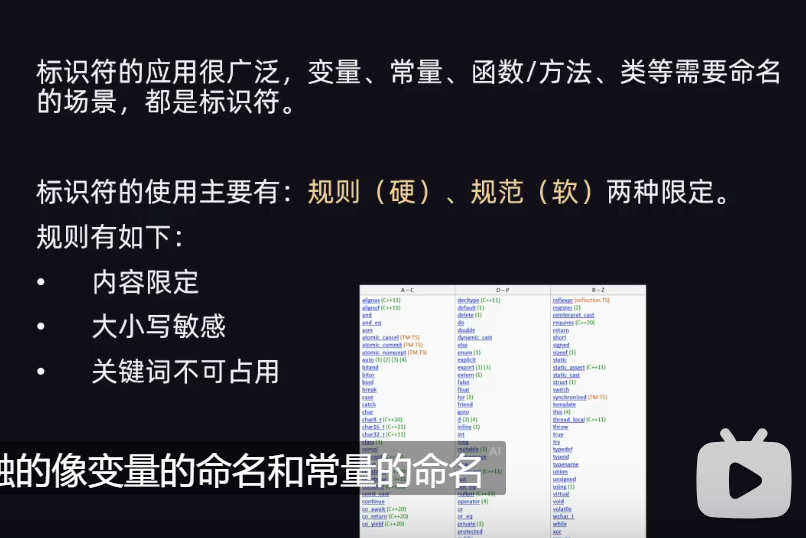 标识符的应用很广泛，变量、常量、函数/方法、类等需要命名
的场景，都是标识符。
标识符的使用主要有：规则（硬）、规范（软）两种限定。
规则有如下：
• 内容限定
• 大小写敏感
• 关键词不可占用
A – C
alignas (C++11)
alignof (C++11)
and
and_eq
asm
atomic_cancel (TM TS)
atomic_commit (TM TS)
atomic_noexcept (TM TS)
auto (1) (2) (3) (4)
bitand
bitor
bool
break
case
catch
char
char8_t (C++20)
char16_t (C++11)
char32_t (C++11)
class (1)
const_cast
continue
co_await (C++20)
co_return (C++20)
co_yield (C++20)
D – P
decltype (C++11)
default (1)
delete (1)
do
double
dynamic_cast
else
enum (1)
explicit
export (1) (3)
extern (1)
false
float
for (1)
friend
goto
if (2) (4)
inline (1)
int
long
mutable (1)
nullptr (C++11)
operator (4)
or
or_eq
private (3)
protected
R – Z
reflexpr (reflection TS)
register (2)
reinterpret_cast
requires (C++20)
return
short
signed
sizeof (1)
static
static_assert (C++11)
static_cast
struct (1)
switch
synchronized (TM TS)
template
this (4)
thread_local (C++11)
throw
true
try
typedef
typeid
typename
union
unsigned
using (1)
virtual
void
volatile
wchar_t
while
xor
的像变量的命名和常量的命名
AI